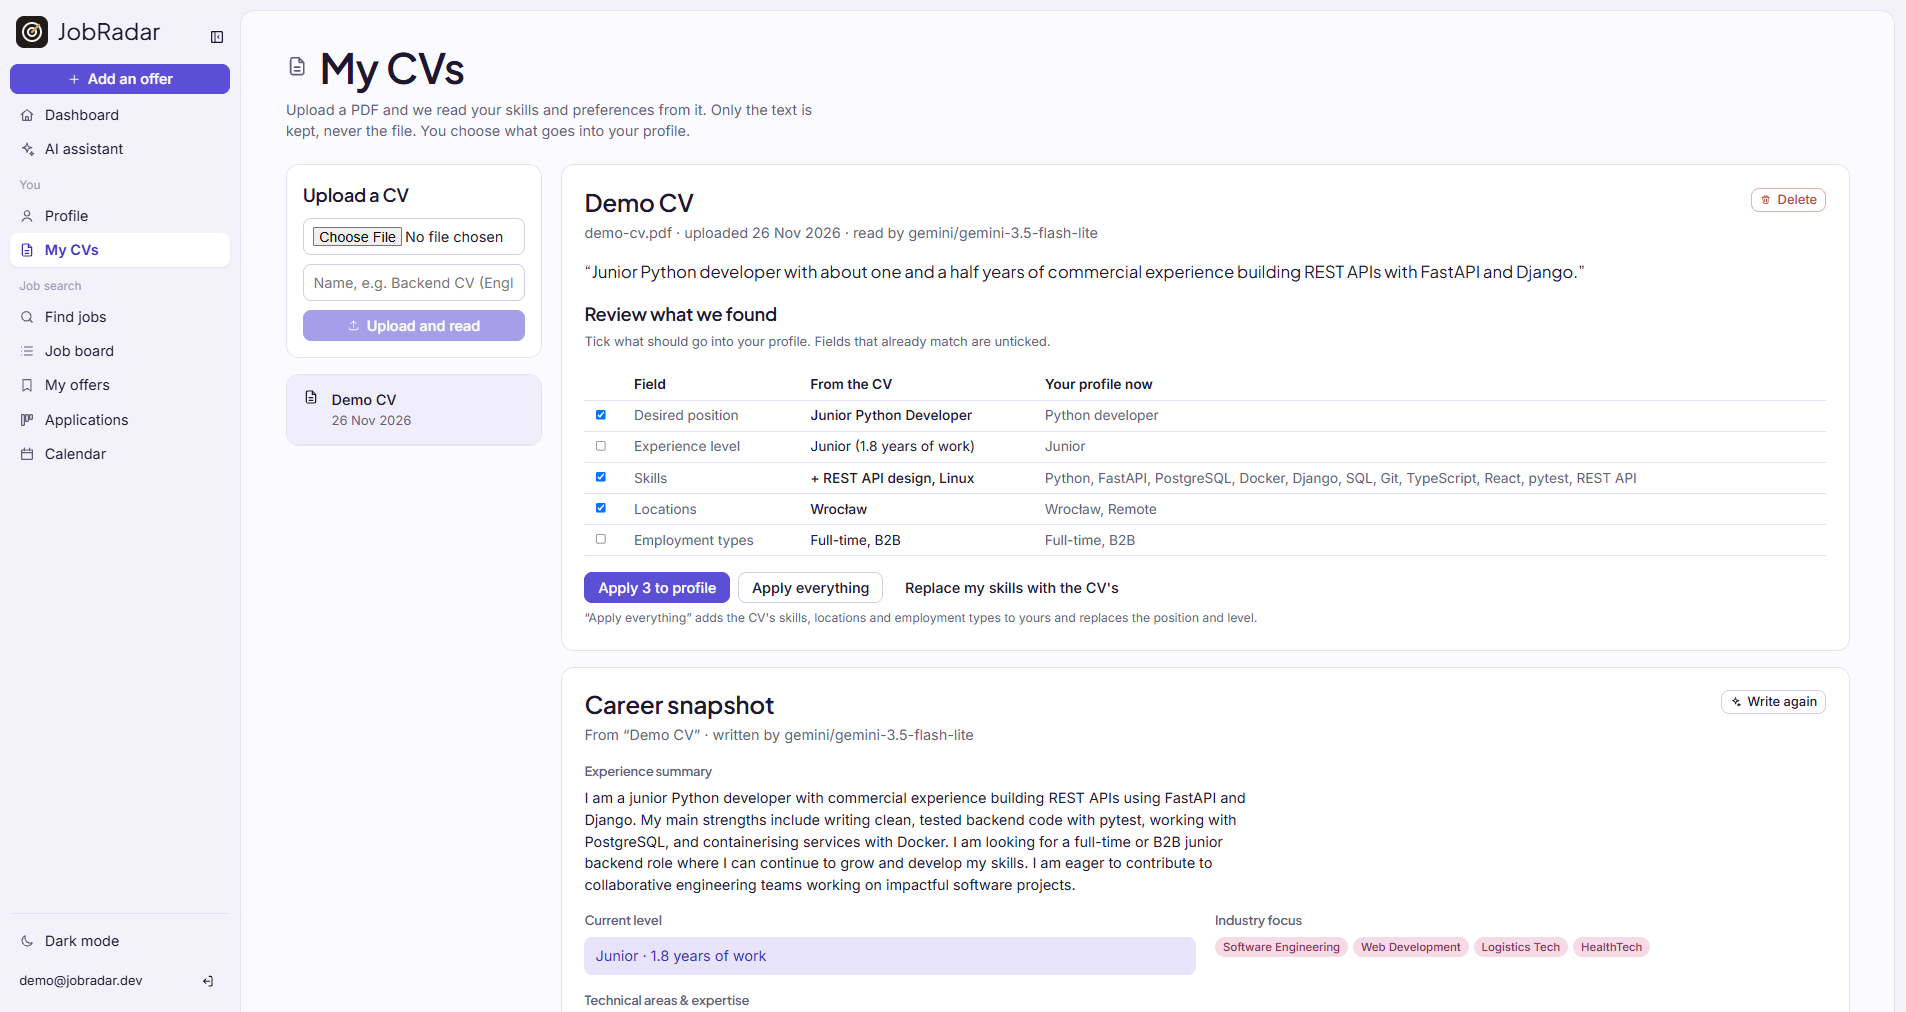 JobRadar
+ Add an offer
Dashboard
AI assistant
You
Profile
My CVs
Job search
Find jobs
Job board
My offers
Applications
Calendar
Dark mode
demo@jobradar.dev
My CVs
Upload a PDF and we read your skills and preferences from it. Only the text is
kept, never the file. You choose what goes into your profile.
Upload a CV
Choose File No file chosen
Name, e.g. Backend CV (Engl
Upload and read
Demo CV
26 Nov 2026
Demo CV
Delete
demo-cv.pdf · uploaded 26 Nov 2026 · read by gemini/gemini-3.5-flash-lite
“Junior Python developer with about one and a half years of commercial experience building REST APIs with FastAPI and Django.”
Review what we found
Tick what should go into your profile. Fields that already match are unticked.
Field From the CV Your profile now
Desired position Junior Python Developer Python developer
Experience level Junior (1.8 years of work) Junior
Skills + REST API design, Linux Python, FastAPI, PostgreSQL, Docker, Django, SQL, Git, TypeScript, React, pytest, REST API
Locations Wrocław Wrocław, Remote
Employment types Full-time, B2B Full-time, B2B
Apply 3 to profile Apply everything Replace my skills with the CV's
“Apply everything” adds the CV's skills, locations and employment types to yours and replaces the position and level.
Career snapshot
Write again
From “Demo CV” · written by gemini/gemini-3.5-flash-lite
Experience summary
I am a junior Python developer with commercial experience building REST APIs using FastAPI and
Django. My main strengths include writing clean, tested backend code with pytest, working with
PostgreSQL, and containerising services with Docker. I am looking for a full-time or B2B junior
backend role where I can continue to grow and develop my skills. I am eager to contribute to
collaborative engineering teams working on impactful software projects.
Current level
Junior · 1.8 years of work
Industry focus
Software Engineering Web Development Logistics Tech HealthTech
Technical areas & expertise